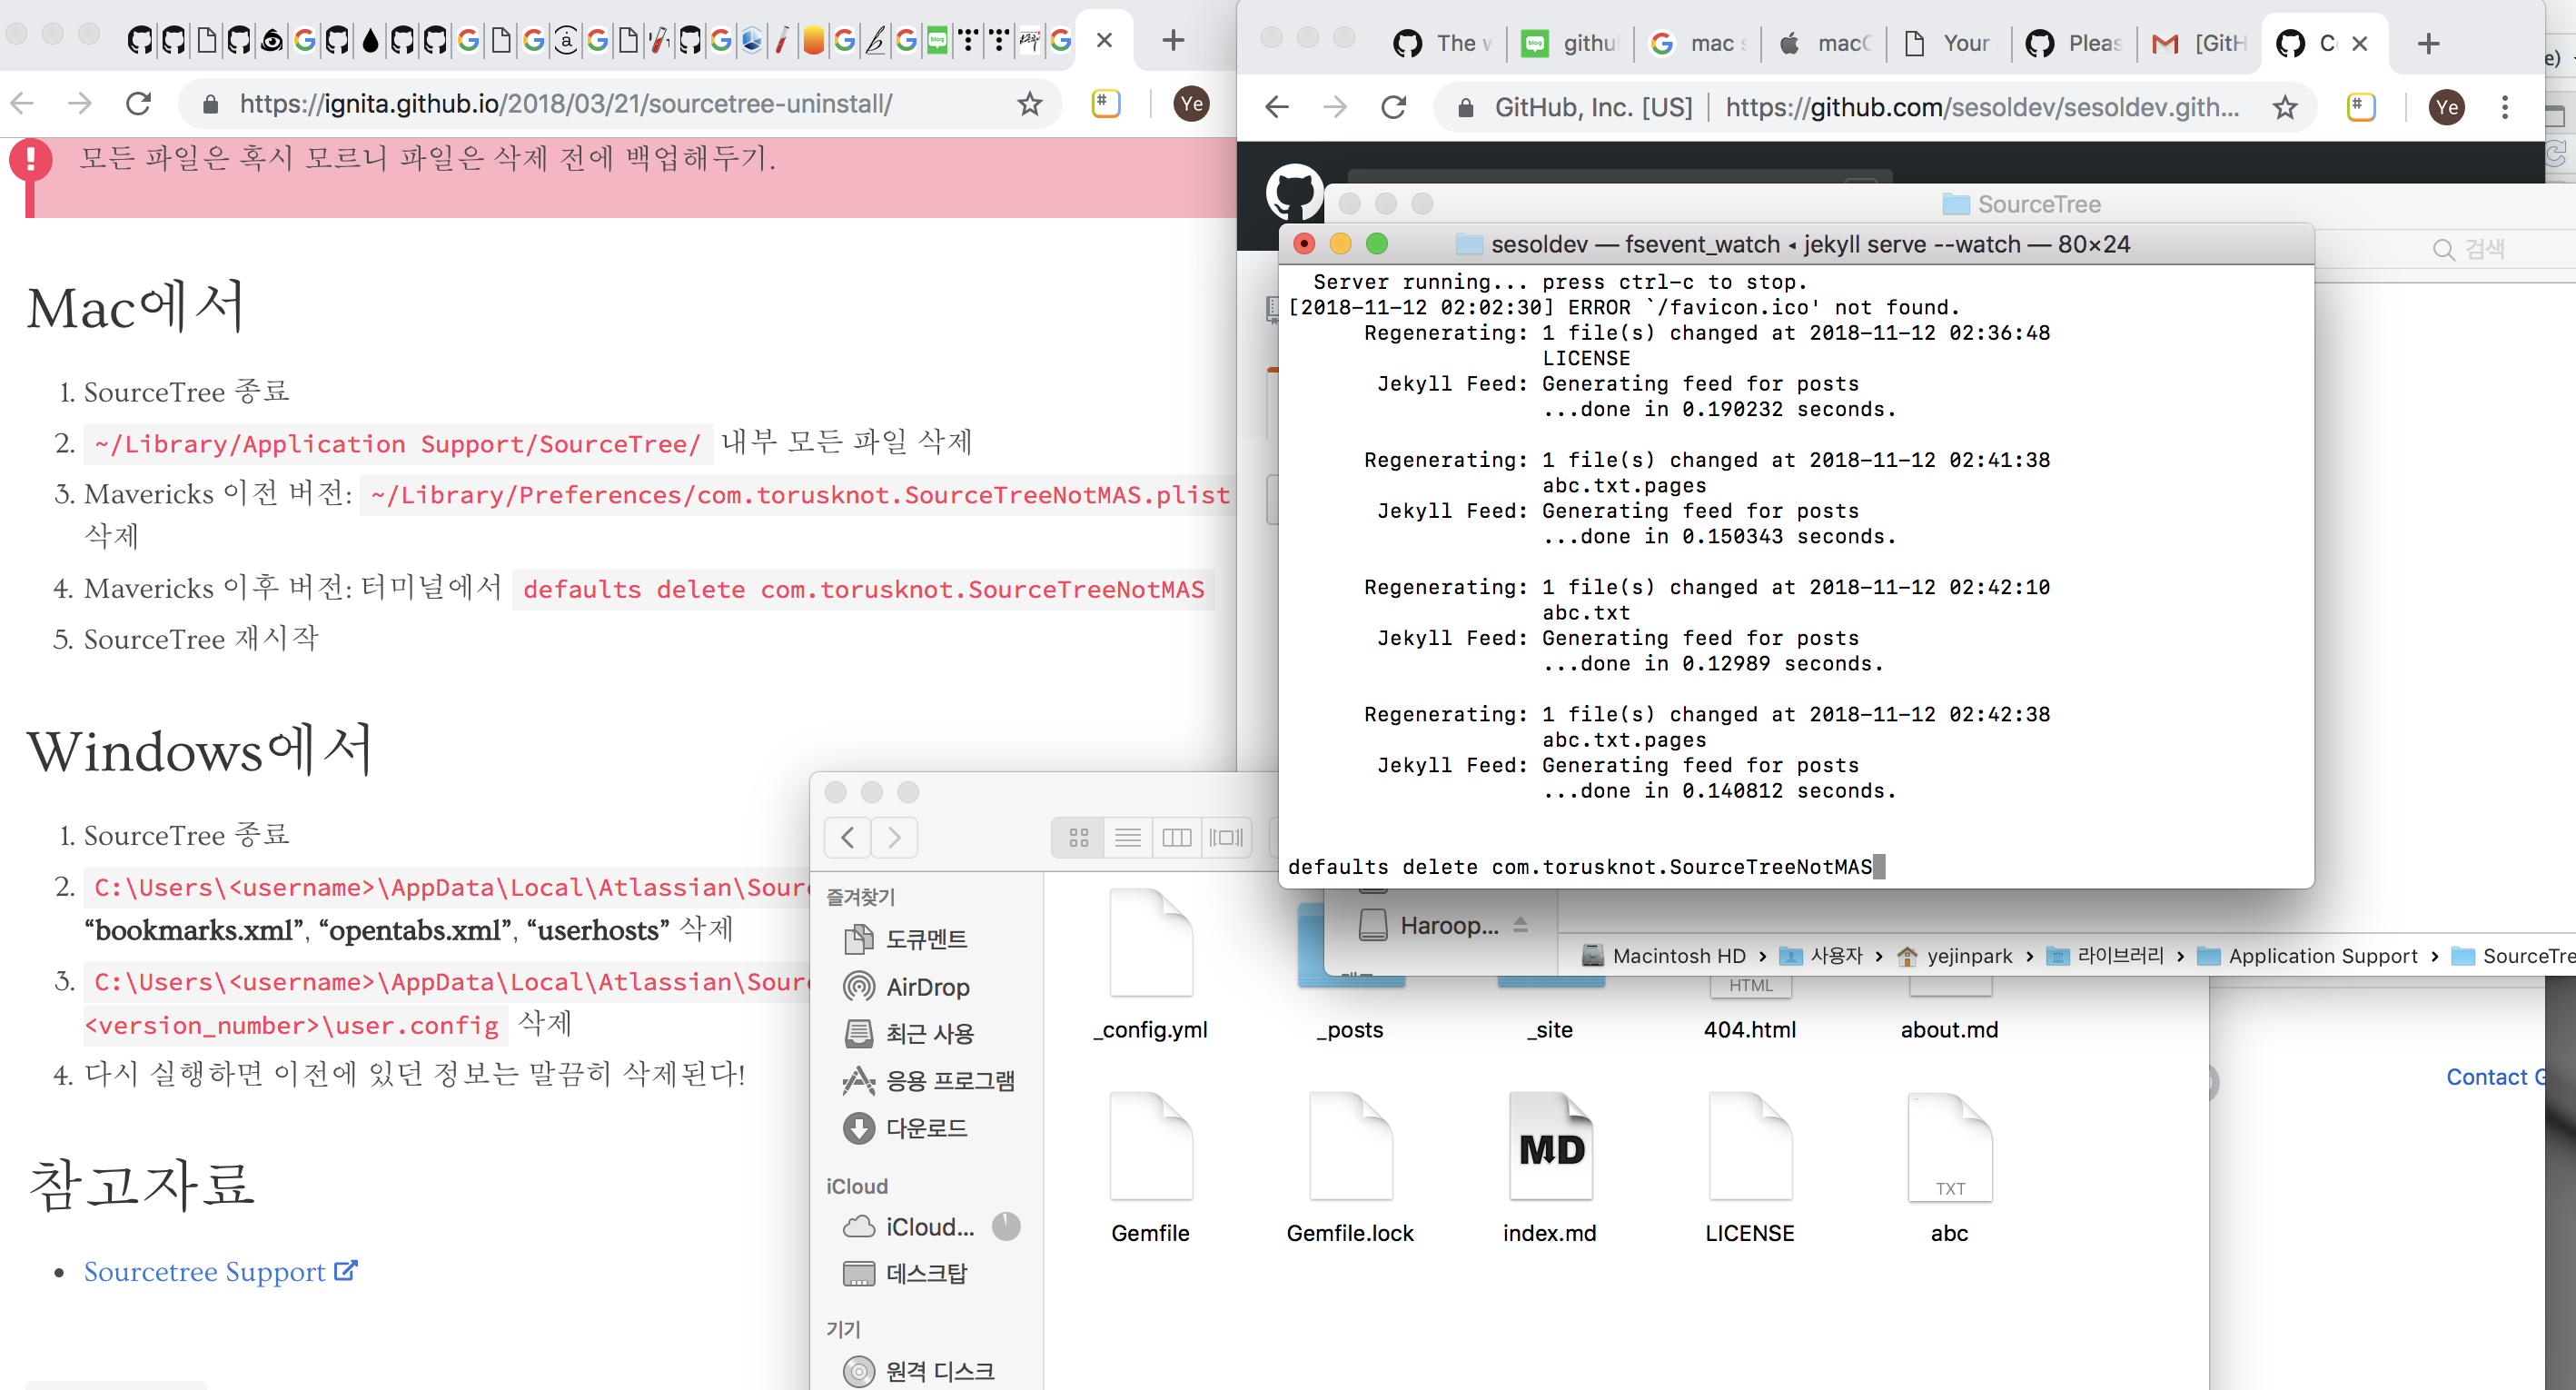 https://ignita.github.io/2018/03/21/sourcetree-uninstall/
Ye
모든 파일은 혹시 모르니 파일은 삭제 전에 백업해두기.
Mac에서
1. SourceTree 종료
2. ~/Library/Application Support/SourceTree/ 내부 모든 파일 삭제
3. Mavericks 이전 버전: ~/Library/Preferences/com.torusknot.SourceTreeNotMAS.plist
삭제
4. Mavericks 이후 버전: 터미널에서 defaults delete com.torusknot.SourceTreeNotMAS
5. SourceTree 재시작
Windows에서
1. SourceTree 종료
2. C:\Users\<username>\AppData\Local\Atlassian\Sour
“bookmarks.xml”, “opentabs.xml”, “userhosts” 삭제
3. C:\Users\<username>\AppData\Local\Atlassian\Sour
<version_number>\user.config 삭제
4. 다시 실행하면 이전에 있던 정보는 말끔히 삭제된다!
참고자료
• Sourcetree Support
The
githu
mac
mac
Your
Pleas
[GitH
GitHub, Inc. [US] | https://github.com/sesoldev/sesoldev.gith...
Ye
SourceTree
검색
sesoldev — fsevent_watch ◂ jekyll serve --watch — 80×24
Server running... press ctrl-c to stop.
[2018-11-12 02:02:30] ERROR `/favicon.ico' not found.
Regenerating: 1 file(s) changed at 2018-11-12 02:36:48
LICENSE
Jekyll Feed: Generating feed for posts
...done in 0.190232 seconds.
Regenerating: 1 file(s) changed at 2018-11-12 02:41:38
abc.txt.pages
Jekyll Feed: Generating feed for posts
...done in 0.150343 seconds.
Regenerating: 1 file(s) changed at 2018-11-12 02:42:10
abc.txt
Jekyll Feed: Generating feed for posts
...done in 0.12989 seconds.
Regenerating: 1 file(s) changed at 2018-11-12 02:42:38
abc.txt.pages
Jekyll Feed: Generating feed for posts
...done in 0.140812 seconds.
defaults delete com.torusknot.SourceTreeNotMAS
Haroop...
Macintosh HD › 사용자 › yejinpark › 라이브러리 › Application Support › SourceTre
즐겨찾기
도큐멘트
AirDrop
최근 사용
응용 프로그램
다운로드
iCloud
iCloud...
데스크탑
기기
원격 디스크
HTML
_config.yml
_posts
_site
404.html
about.md
MD
TXT
Gemfile
Gemfile.lock
index.md
LICENSE
abc
Contact G